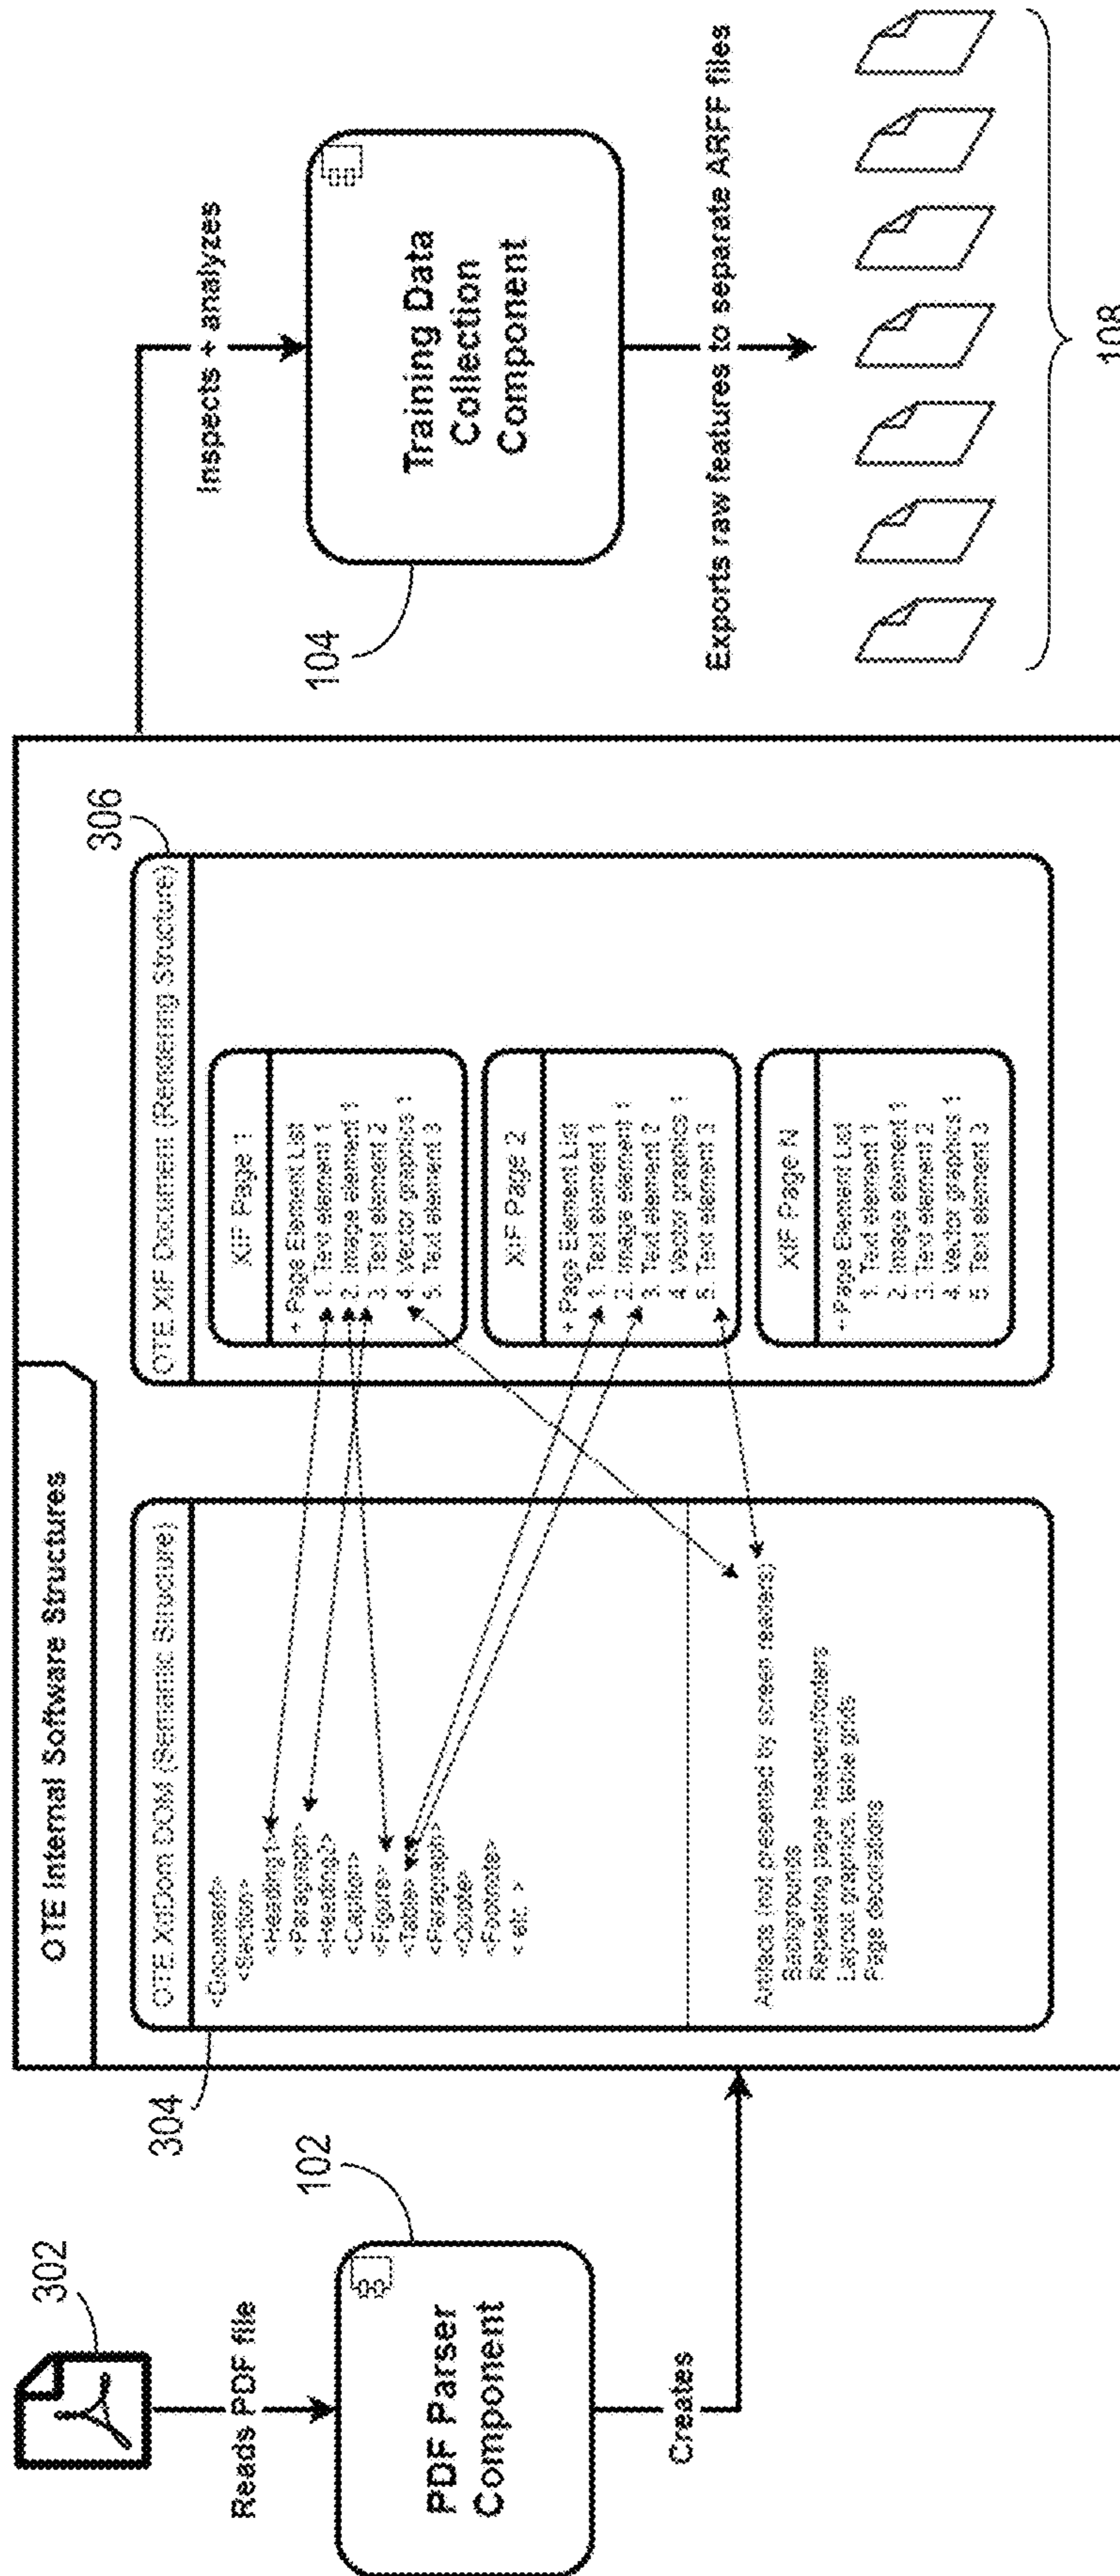 302
Reads PDF file
PDF Parser
Component
102
Creates
OTE Internal Software Structures
304
OTE XitDom DOM (Semantic Structure)
<Document>
<Section>
<Heading1>
<Paragraph>
<Heading2>
<Caption>
<Figure>
<Table>
<Paragraph>
<Quote>
<Footnote>
< etc. >
Artifacts (not presented by screen readers)
Backgrounds
Repeating page headers/footers
Layout graphics, table grids
Page decorations
306
OTE XIF Document (Rendering Structure)
XIF Page 1
+ Page Element List
1. Text element 1
2. Image element 1
3. Text element 2
4. Vector graphics 1
5. Text element 3
XIF Page 2
+ Page Element List
1. Text element 1
2. Image element 1
3. Text element 2
4. Vector graphics 1
5. Text element 3
XIF Page N
+ Page Element List
1. Text element 1
2. Image element 1
3. Text element 2
4. Vector graphics 1
5. Text element 3
Inspects + analyzes
104
Training Data
Collection
Component
Exports raw features to separate ARFF files
108